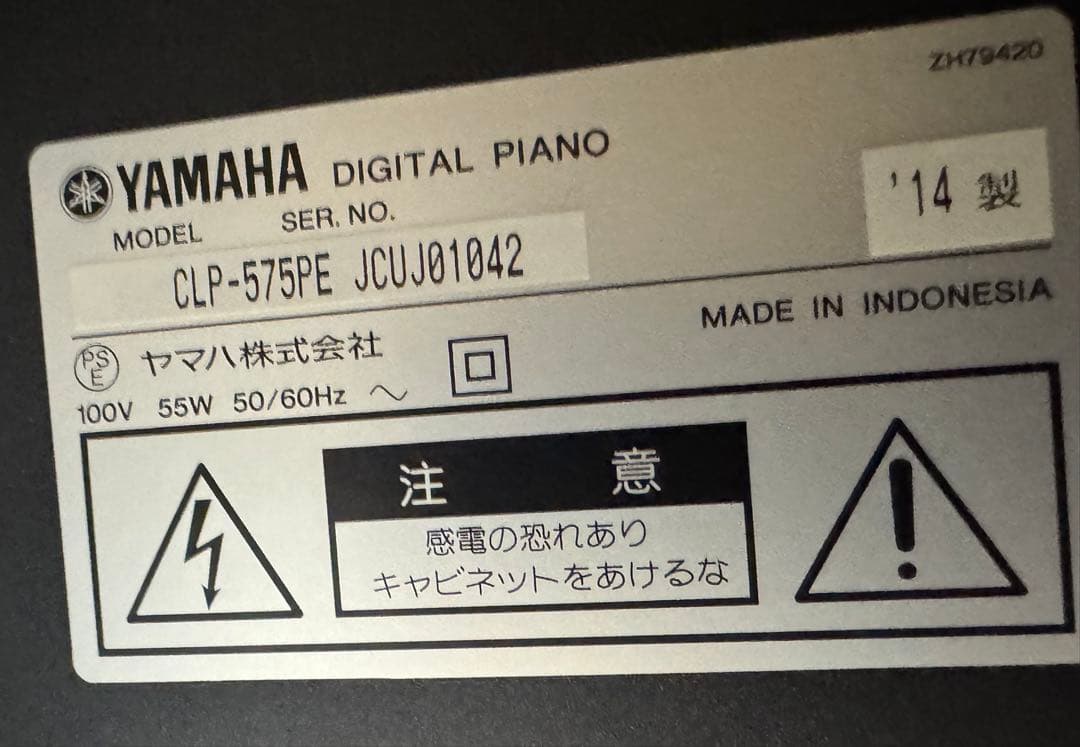 ZH79420
YAMAHA DIGITAL PIANO
MODEL SER. NO.
'14 製
CLP-575PE JCUJ01042
MADE IN INDONESIA
PSE ヤマハ株式会社
100V 55W 50/60Hz ～
注 意
感電の恐れあり
キャビネットをあけるな